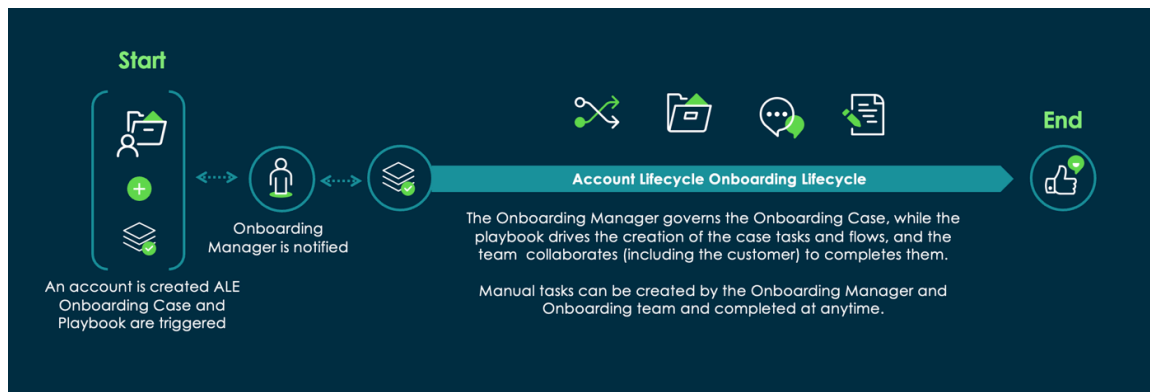 Start
An account is created ALE
Onboarding Case and
Playbook are triggered
Onboarding
Manager is notified
Account Lifecycle Onboarding Lifecycle
The Onboarding Manager governs the Onboarding Case, while the
playbook drives the creation of the case tasks and flows, and the
team  collaborates (including the customer) to completes them.
Manual tasks can be created by the Onboarding Manager and
Onboarding team and completed at anytime.
End